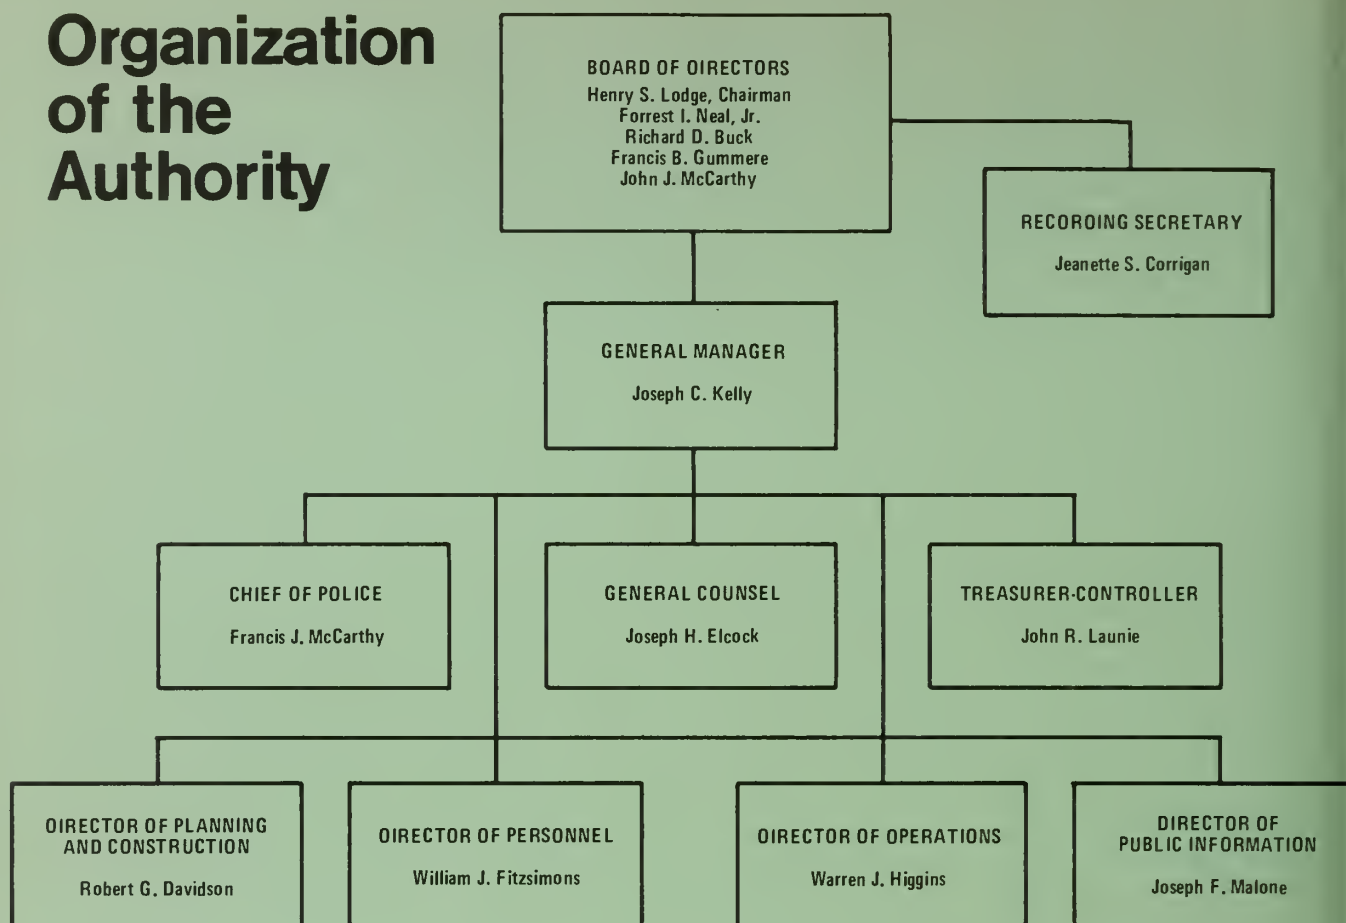 Organization
of the
Authority
BOARD OF OIRECTORS
Henry S. Lodge, Chairman
Forrest I. Neal, Jr.
Richard D. Buck
Francis B. Gummere
John J. McCarthy
RECOROING SECRETARY
Jeanette S. Corrigan
GENERAL MANAGER
Joseph C. Kelly
CHIEF OF POLICE
Francis J. McCarthy
GENERAL COUNSEL
Joseph H. Elcock
TREASURER-CONTROLLER
John R. Launie
OIRECTOR OF PLANNING
AND CONSTRUCTION
Robert G. Davidson
OIRECTOR OF PERSONNEL
William J. Fitzsimons
OIRECTOR OF OPERATIONS
Warren J. Higgins
DIRECTOR OF
PUBLIC INFORMATION
Joseph F. Malone